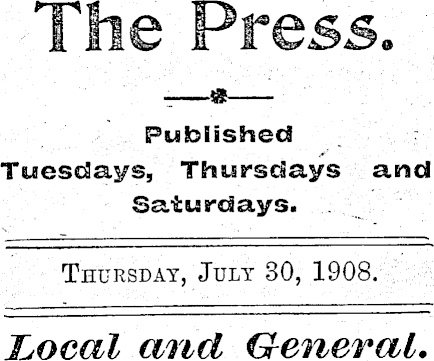 The Press.
Published
Tuesdays, Thursdays and
Saturdays.
THURSDAY, JULY 30, 1908.
Local and General.